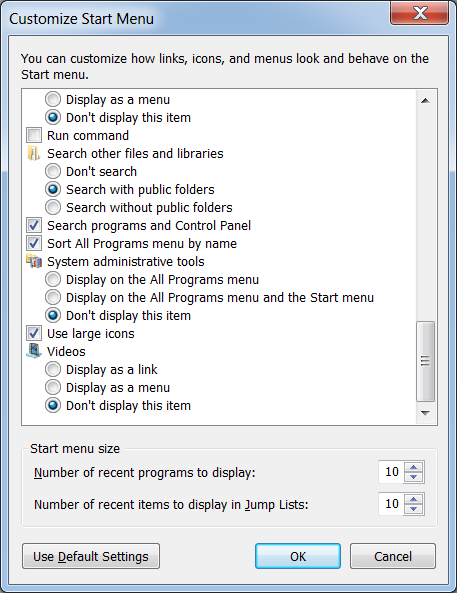 Customize Start Menu
You can customize how links, icons, and menus look and behave on the
Start menu.
Display as a menu
Don't display this item
Run command
Search other files and libraries
Don't search
Search with public folders
Search without public folders
Search programs and Control Panel
Sort All Programs menu by name
System administrative tools
Display on the All Programs menu
Display on the All Programs menu and the Start menu
Don't display this item
Use large icons
Videos
Display as a link
Display as a menu
Don't display this item
Start menu size
Number of recent programs to display: 10
Number of recent items to display in Jump Lists: 10
Use Default Settings OK Cancel